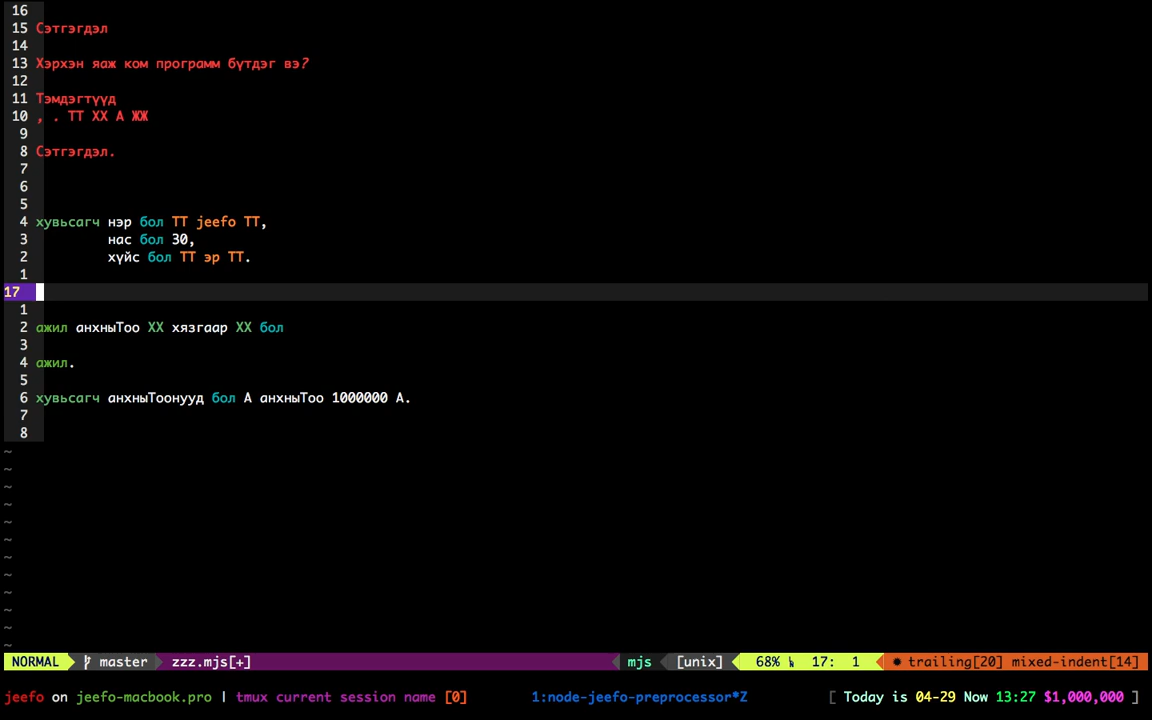 16
15 Сэтгэгдэл
14
13 Хэрхэн яаж ком программ бүтдэг вэ?
12
11 Тэмдэгтүүд
10 , . ТТ ХХ А ЖЖ
9
8 Сэтгэгдэл.
7
6
5
4 хувьсагч нэр бол ТТ jeefo ТТ,
3 нас бол 30,
2 хүйс бол ТТ эр ТТ.
1
17
1
2 ажил анхныТоо ХХ хязгаар ХХ бол
3
4 ажил.
5
6 хувьсагч анхныТоонууд бол А анхныТоо 1000000 А.
7
8
~
~
~
~
~
~
~
~
~
~
~
~
NORMAL master zzz.mjs[+] mjs [unix] 68% 17: 1 trailing[20] mixed-indent[14]
jeefo on jeefo-macbook.pro | tmux current session name [0] 1:node-jeefo-preprocessor*Z [ Today is 04-29 Now 13:27 $1,000,000 ]